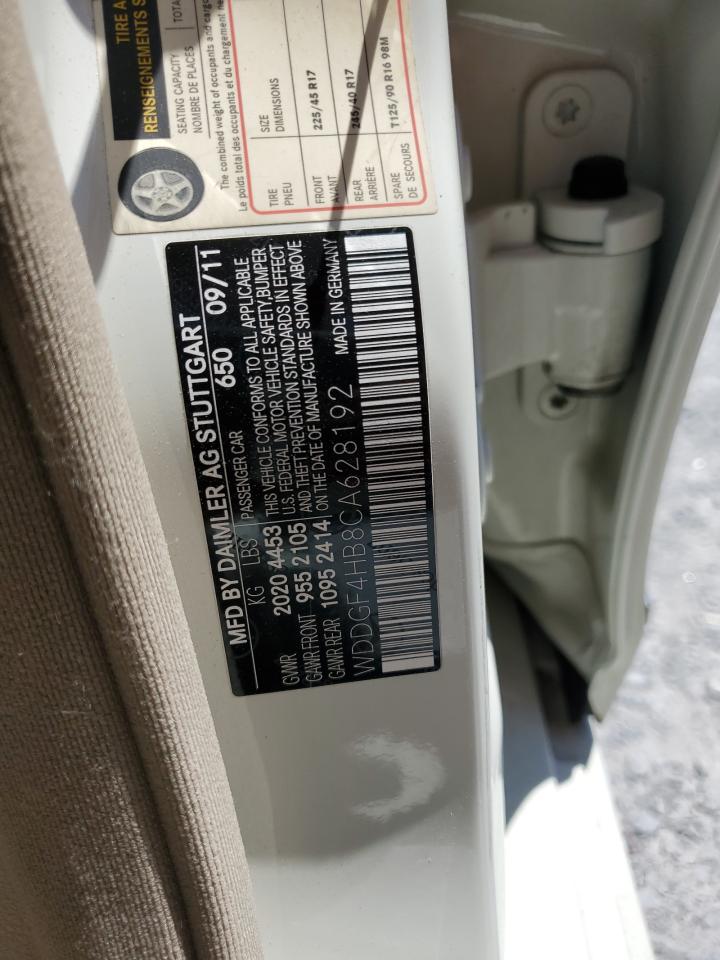 TIRE A
RENSEIGNEMENTS S
SEATING CAPACITY
NOMBRE DE PLACES
TOTA
The combined weight of occupants and cargo
Le poids total des occupants et du chargement ne
TIRE
PNEU
SIZE
DIMENSIONS
FRONT
AVANT
225/45 R17
REAR
ARRIÈRE
245/40 R17
SPARE
DE SECOURS
T125/90 R16 98M
MFD BY DAIMLER AG STUTTGART
650 09/11
KG LBS PASSENGER CAR
GVWR 2020 4453 THIS VEHICLE CONFORMS TO ALL APPLICABLE
U.S. FEDERAL MOTOR VEHICLE SAFETY,BUMPER
GAWR FRONT 955 2105 AND THEFT PREVENTION STANDARDS IN EFFECT
GAWR REAR 1095 2414 ON THE DATE OF MANUFACTURE SHOWN ABOVE
WDDGF4HB8CA628192 MADE IN GERMANY